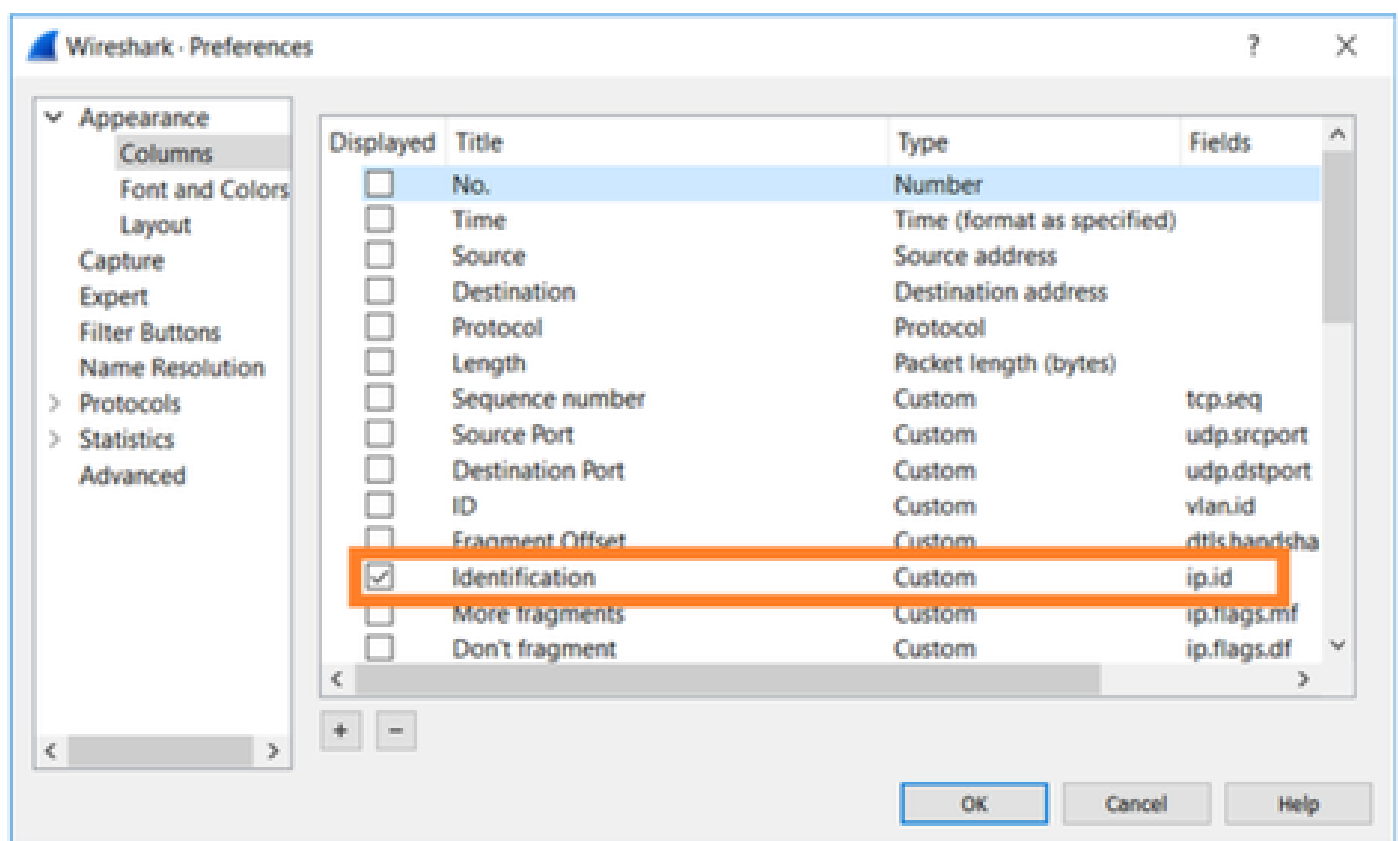 Wireshark · Preferences
?
Appearance
Columns
Font and Colors
Layout
Capture
Expert
Filter Buttons
Name Resolution
Protocols
Statistics
Advanced
Displayed Title Type Fields
No. Number
Time Time (format as specified)
Source Source address
Destination Destination address
Protocol Protocol
Length Packet length (bytes)
Sequence number Custom tcp.seq
Source Port Custom udp.srcport
Destination Port Custom udp.dstport
ID Custom vlan.id
Fragment Offset Custom dtls.handsha
Identification Custom ip.id
More fragments Custom ip.flags.mf
Don't fragment Custom ip.flags.df
+ −
OK Cancel Help